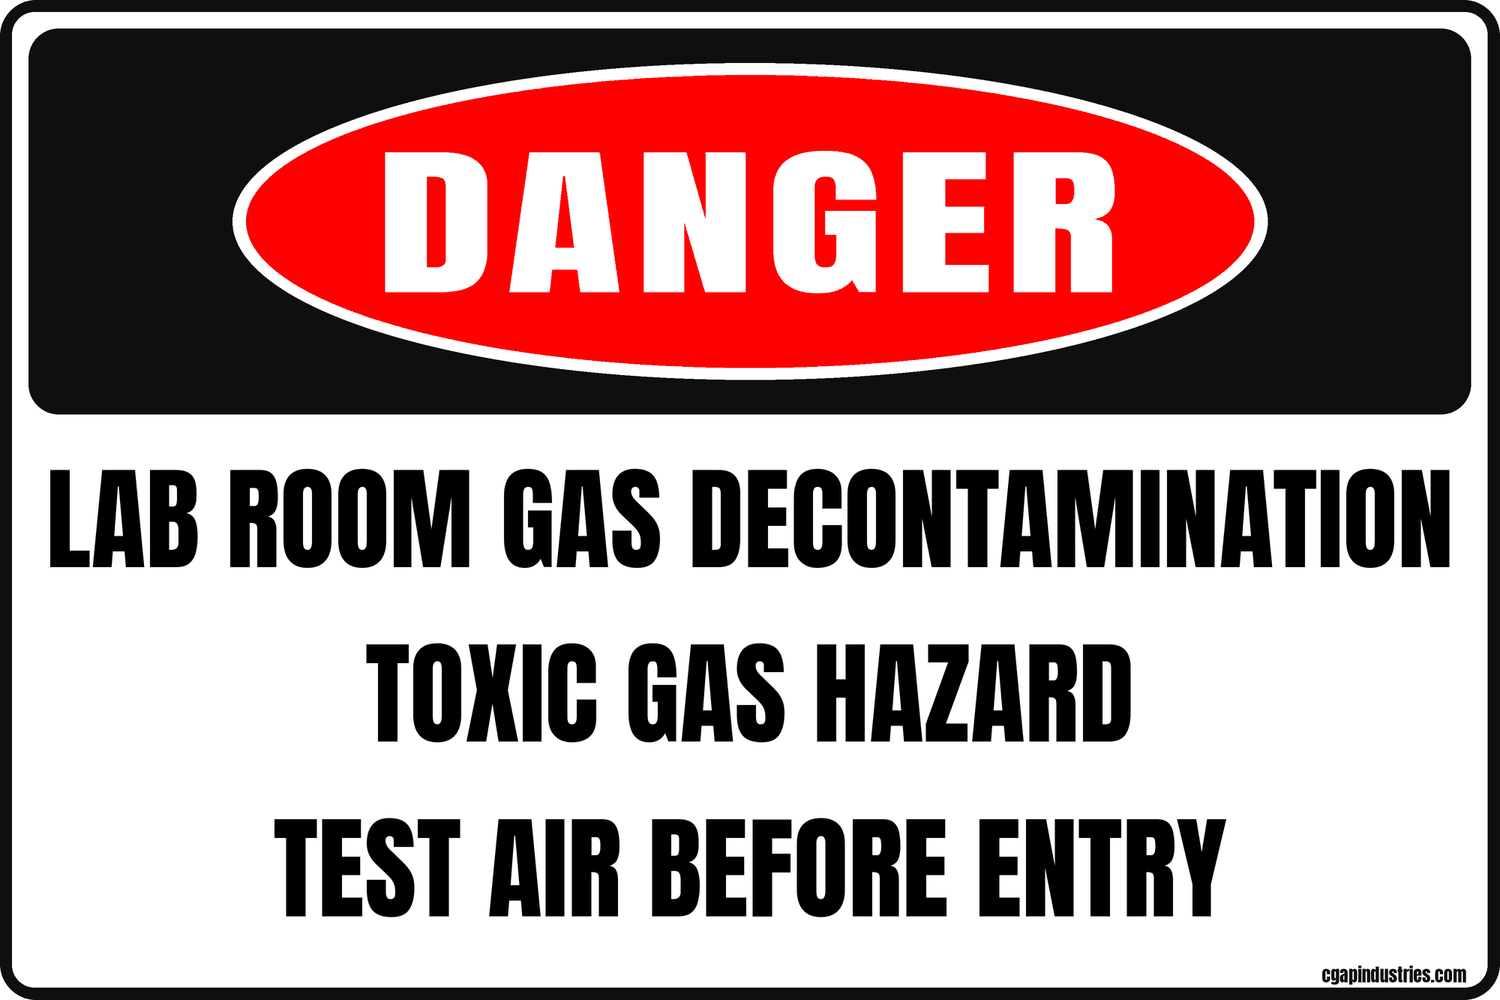 DANGER
LAB ROOM GAS DECONTAMINATION
TOXIC GAS HAZARD
TEST AIR BEFORE ENTRY
cgapindustries.com